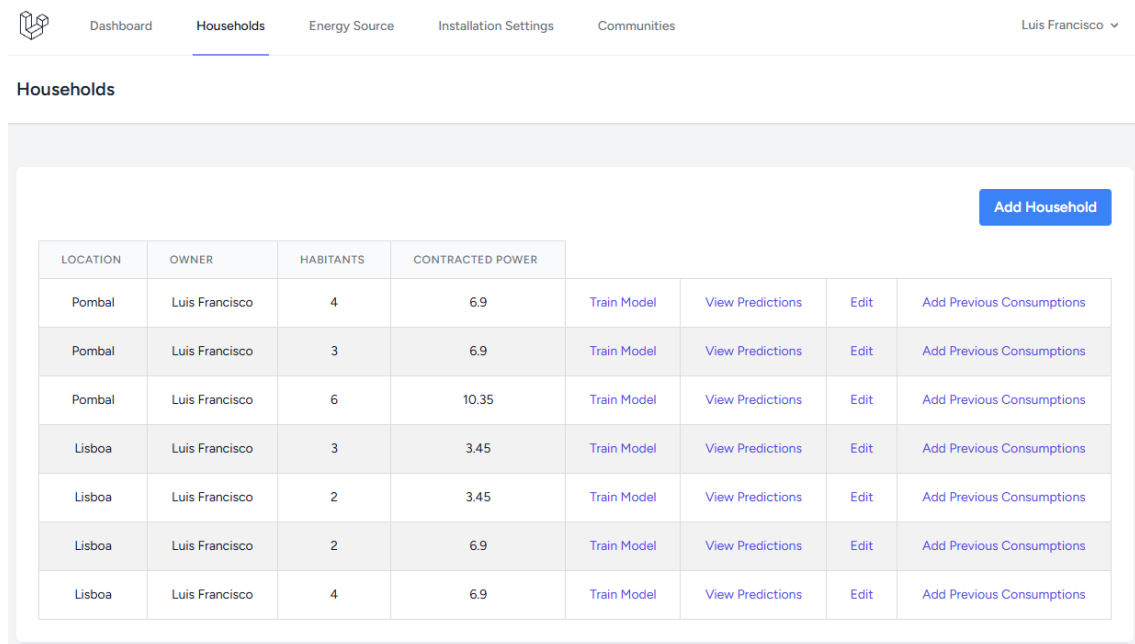 Dashboard Households Energy Source Installation Settings Communities Luis Francisco
Households
Add Household
LOCATION OWNER HABITANTS CONTRACTED POWER
Pombal Luis Francisco 4 6.9 Train Model View Predictions Edit Add Previous Consumptions
Pombal Luis Francisco 3 6.9 Train Model View Predictions Edit Add Previous Consumptions
Pombal Luis Francisco 6 10.35 Train Model View Predictions Edit Add Previous Consumptions
Lisboa Luis Francisco 3 3.45 Train Model View Predictions Edit Add Previous Consumptions
Lisboa Luis Francisco 2 3.45 Train Model View Predictions Edit Add Previous Consumptions
Lisboa Luis Francisco 2 6.9 Train Model View Predictions Edit Add Previous Consumptions
Lisboa Luis Francisco 4 6.9 Train Model View Predictions Edit Add Previous Consumptions